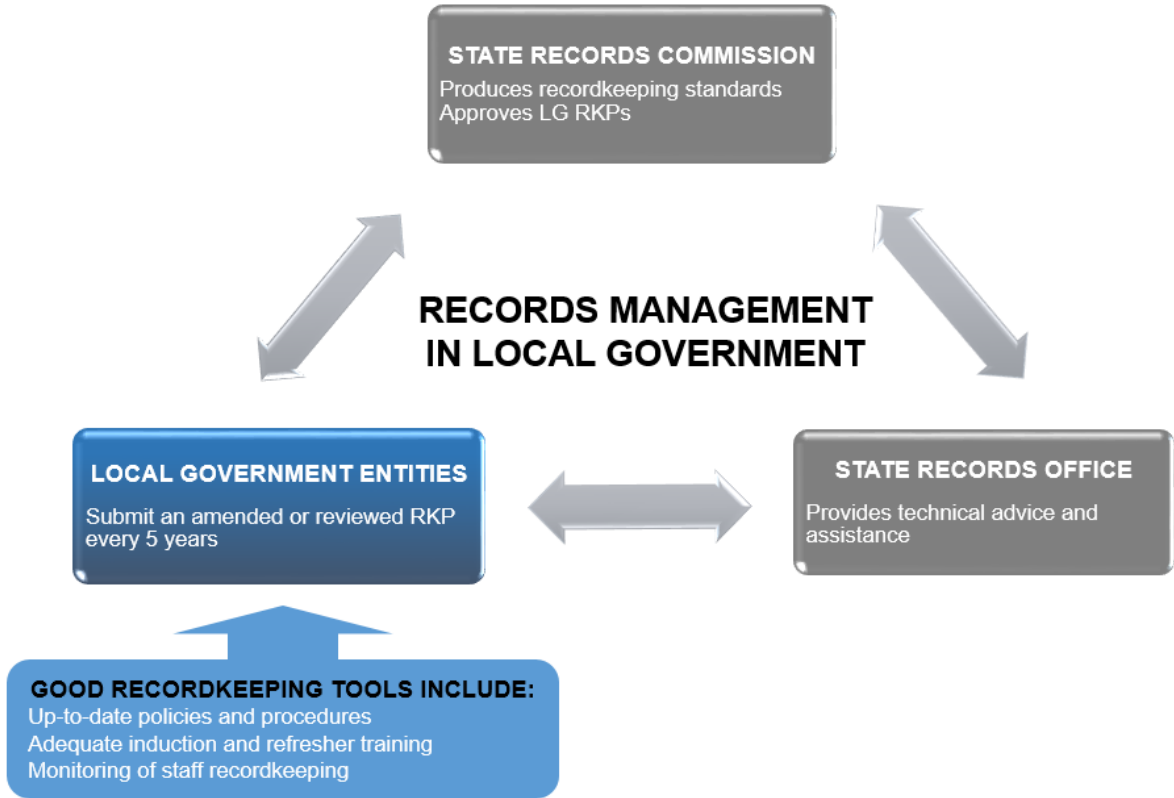 STATE RECORDS COMMISSION
Produces recordkeeping standards
Approves LG RKPs
RECORDS MANAGEMENT
IN LOCAL GOVERNMENT
LOCAL GOVERNMENT ENTITIES
Submit an amended or reviewed RKP
every 5 years
STATE RECORDS OFFICE
Provides technical advice and
assistance
GOOD RECORDKEEPING TOOLS INCLUDE:
Up-to-date policies and procedures
Adequate induction and refresher training
Monitoring of staff recordkeeping